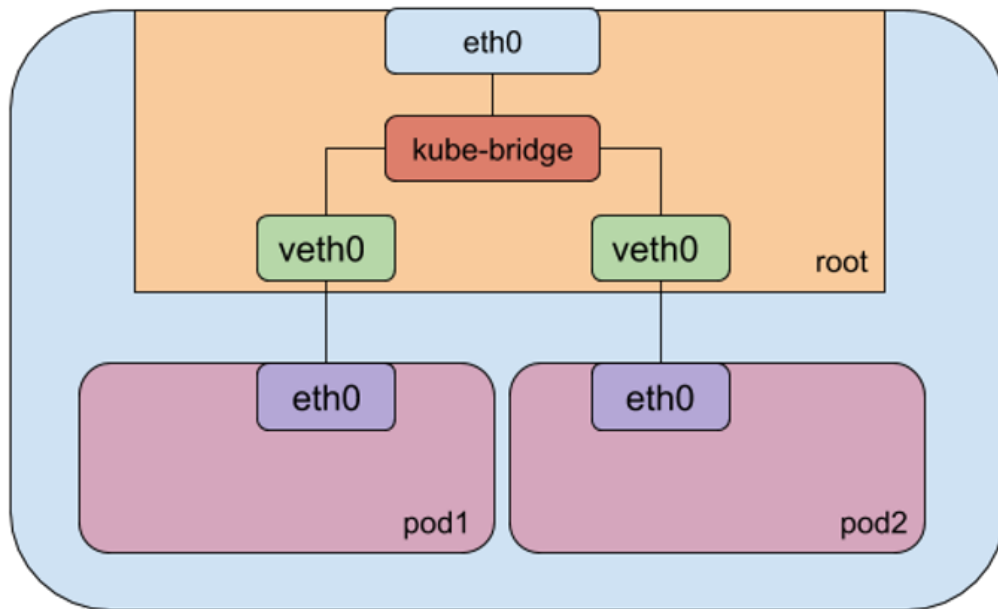 eth0
kube-bridge
veth0
veth0
root
eth0
eth0
pod1
pod2